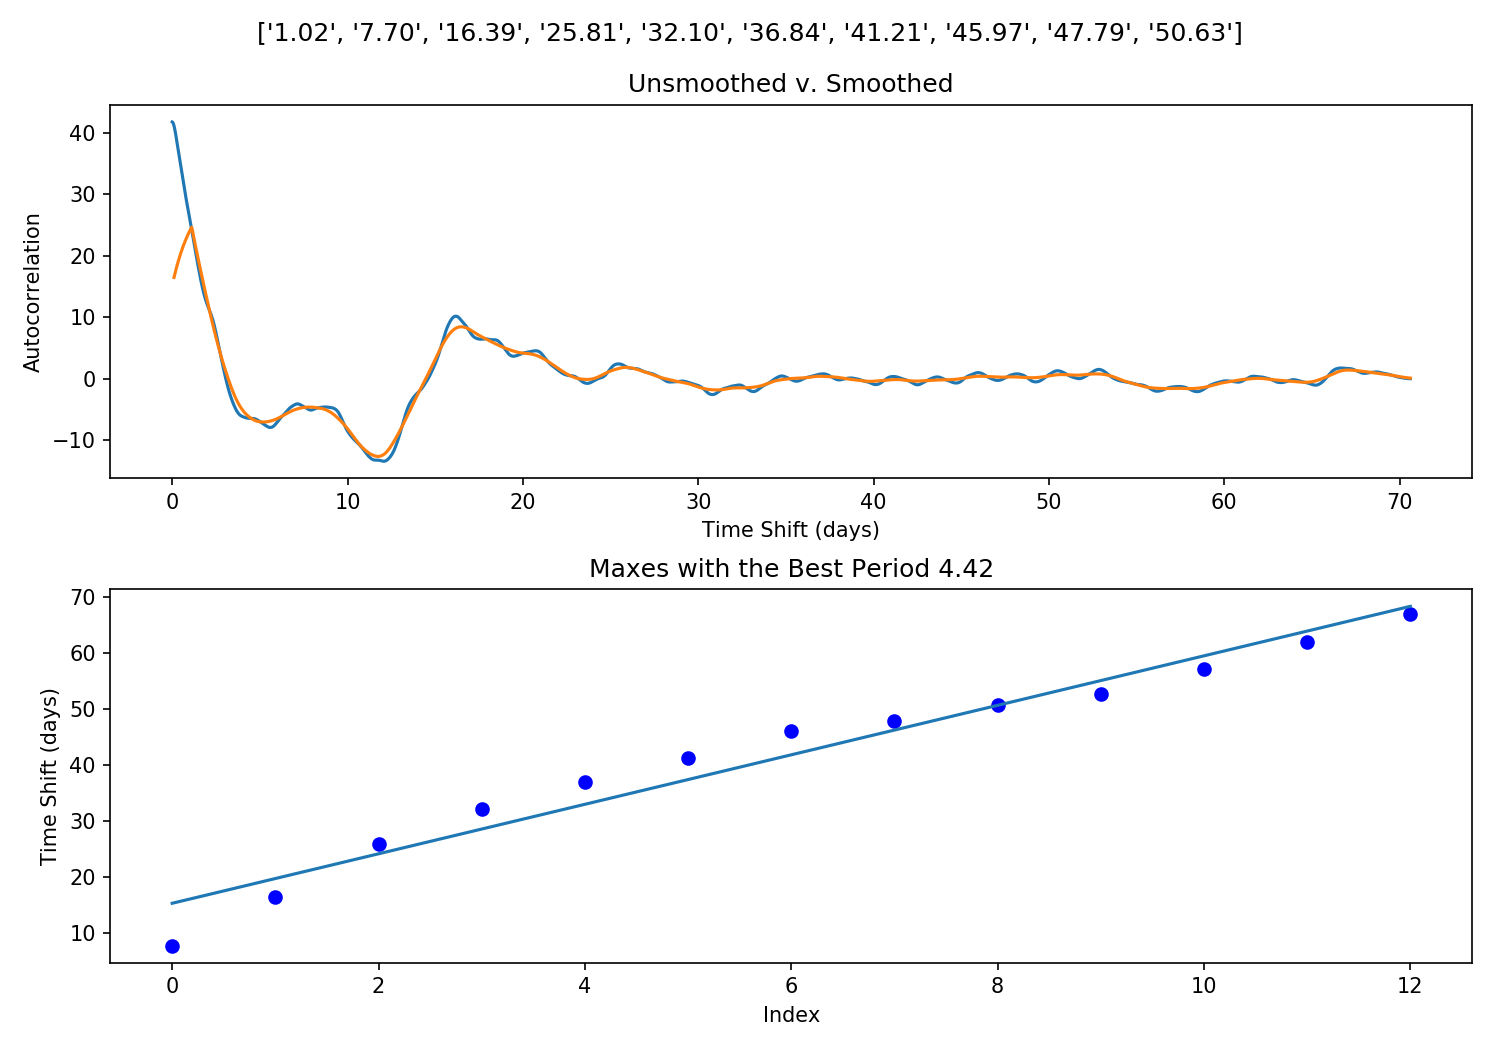 ['1.02', '7.70', '16.39', '25.81', '32.10', '36.84', '41.21', '45.97', '47.79', '50.63']
Unsmoothed v. Smoothed
40
30
20
10
0
−10
Autocorrelation
0 10 20 30 40 50 60 70
Time Shift (days)
Maxes with the Best Period 4.42
70
60
50
40
30
20
10
Time Shift (days)
0 2 4 6 8 10 12
Index